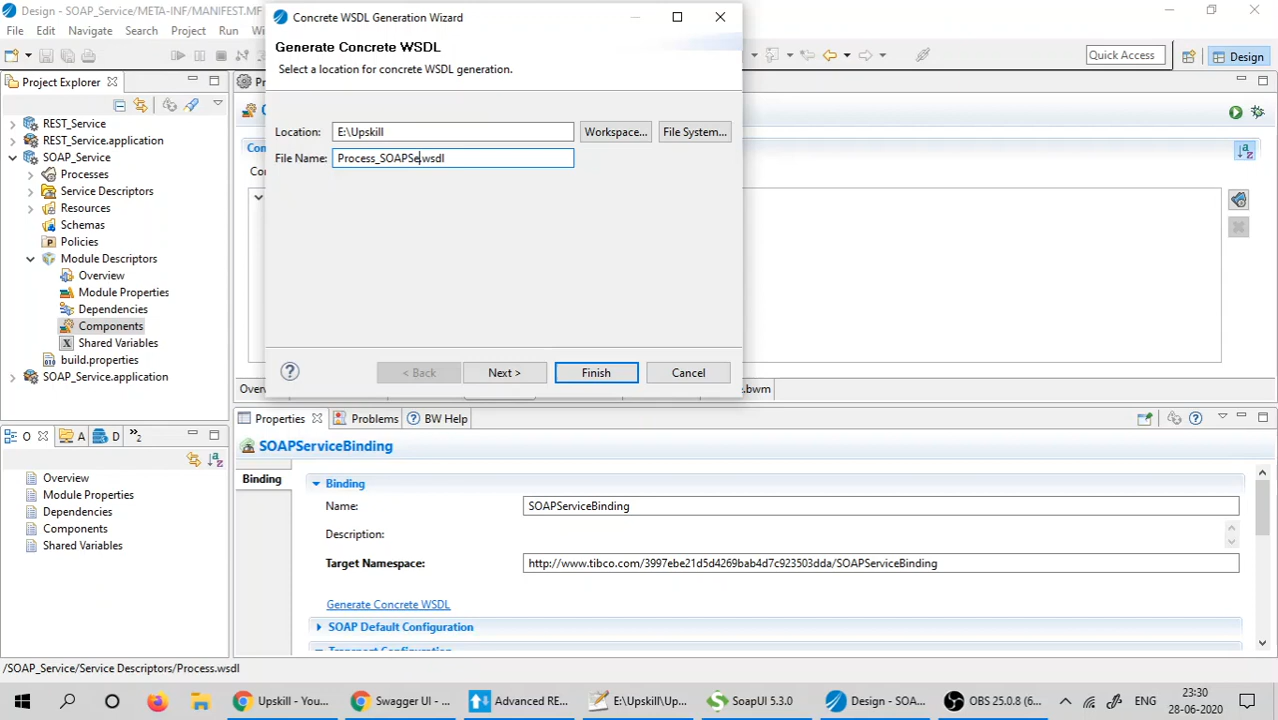 Design - SOAP_Service/META-INF/MANIFEST.MF
Concrete WSDL Generation Wizard
File Edit Navigate Search Project Run
Generate Concrete WSDL
Select a location for concrete WSDL generation.
Quick Access
Design
Project Explorer
REST_Service
REST_Service.application
SOAP_Service
Processes
Service Descriptors
Resources
Schemas
Policies
Module Descriptors
Overview
Module Properties
Dependencies
Components
Shared Variables
build.properties
SOAP_Service.application
Location: E:\Upskill Workspace... File System...
File Name: Process_SOAPSe.wsdl
< Back Next > Finish Cancel
.bwm
Properties Problems BW Help
SOAPServiceBinding
Binding
Binding
Name: SOAPServiceBinding
Description:
Target Namespace: http://www.tibco.com/3997ebe21d5d4269bab4d7c923503dda/SOAPServiceBinding
Generate Concrete WSDL
SOAP Default Configuration
Transport Configuration
O A D »2
Overview
Module Properties
Dependencies
Components
Shared Variables
/SOAP_Service/Service Descriptors/Process.wsdl
Upskill - You... Swagger UI - ... Advanced RE... E:\Upskill\Up... SoapUI 5.3.0 Design - SOA... OBS 25.0.8 (6... ENG
23:30
28-06-2020